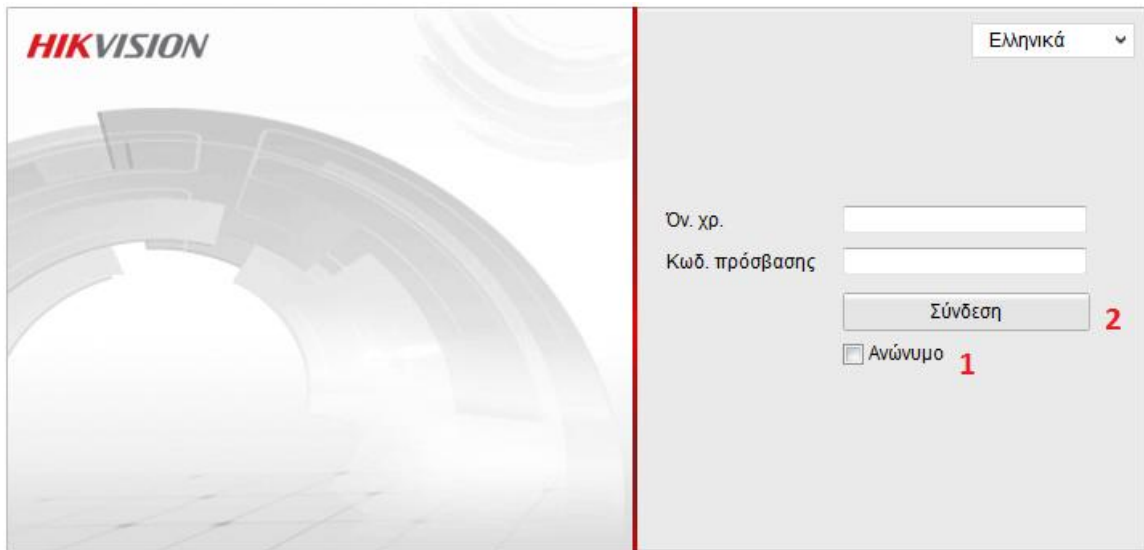 HIKVISION
Ελληνικά
Όν. χρ.
Κωδ. πρόσβασης
Σύνδεση 2
Ανώνυμο 1